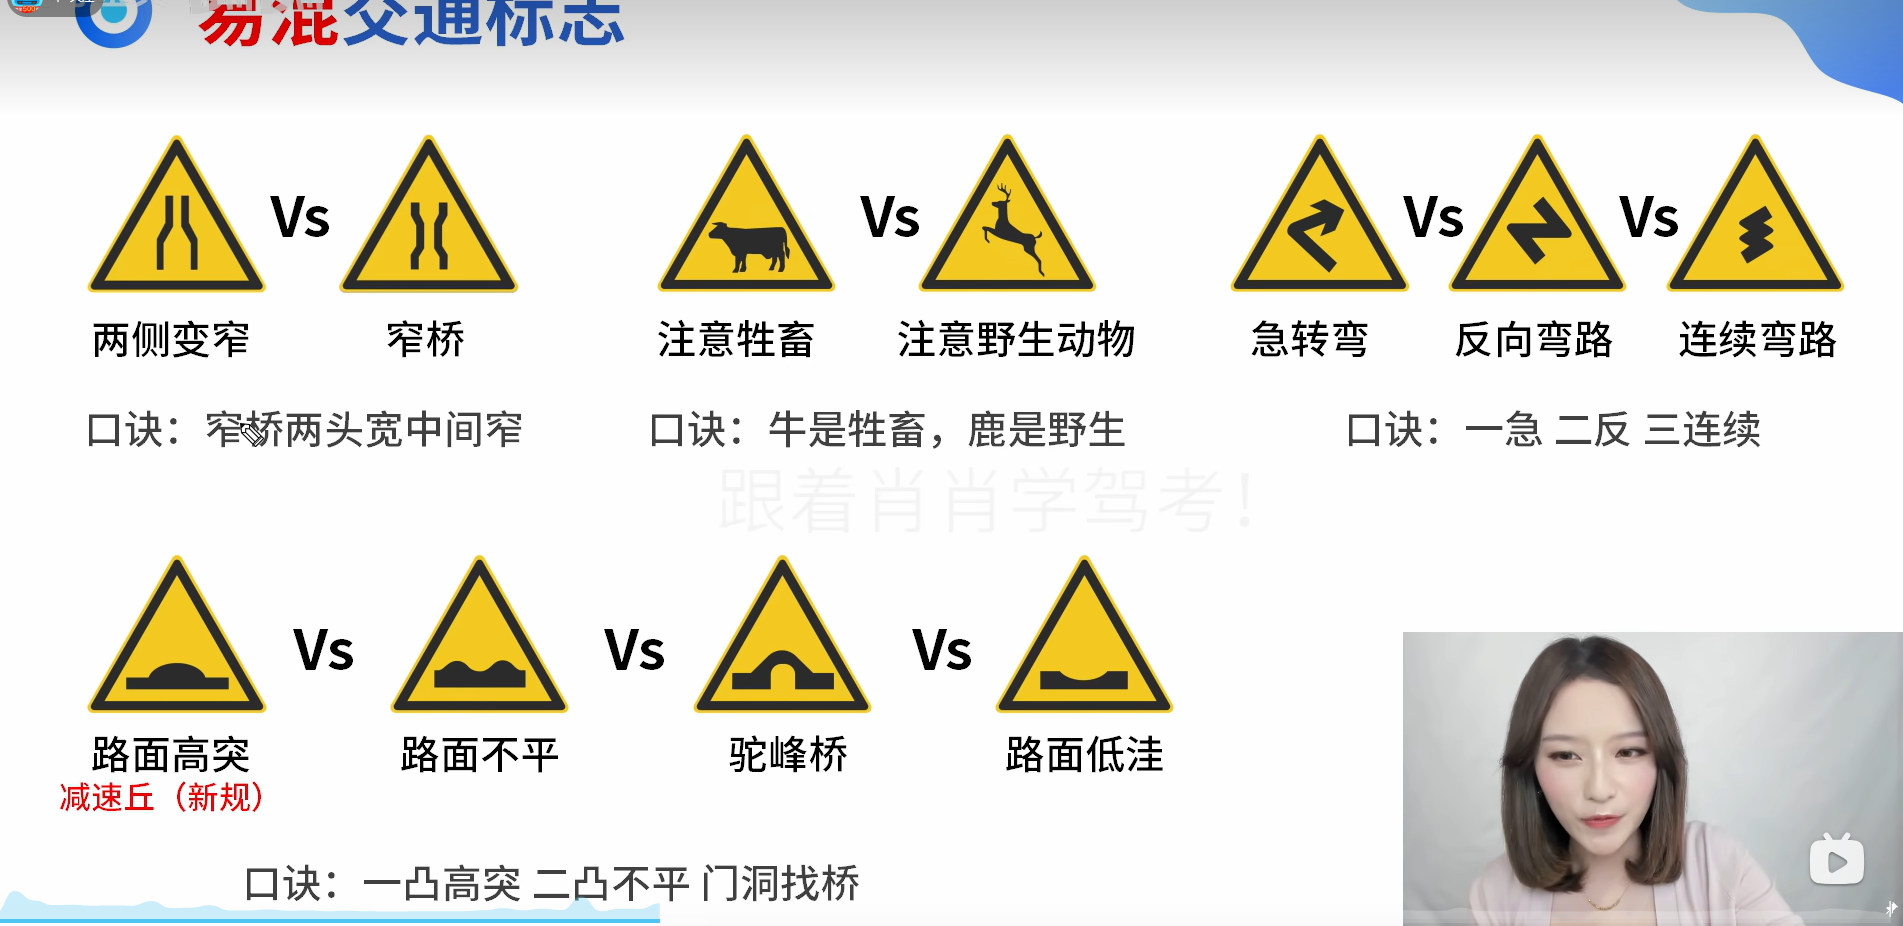 易混交通标志
Vs
Vs
Vs
Vs
两侧变窄
窄桥
注意牲畜
注意野生动物
急转弯
反向弯路
连续弯路
口诀：窄桥两头宽中间窄
口诀：牛是牲畜，鹿是野生
口诀：一急 二反 三连续
跟着肖肖学驾考！
Vs
Vs
Vs
路面高突
路面不平
驼峰桥
路面低洼
减速丘（新规）
口诀：一凸高突 二凸不平 门洞找桥